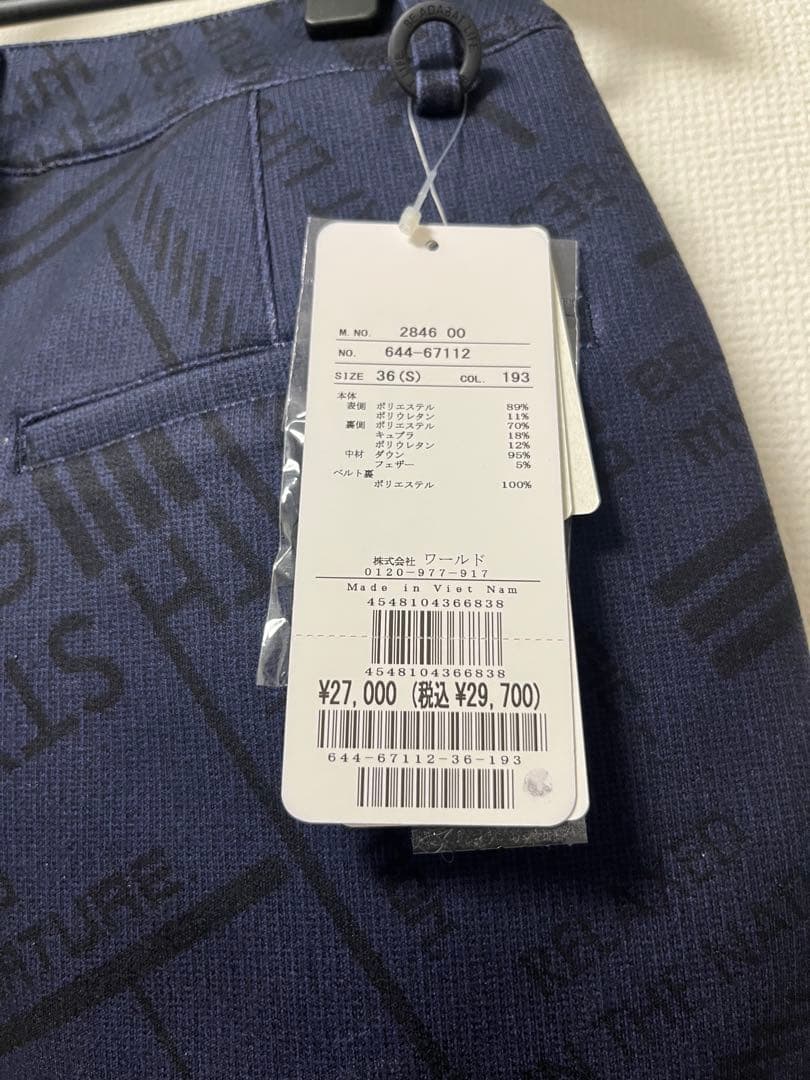 M. NO. 2846 00
NO. 644-67112
SIZE 36(S) COL. 193
本体
表側 ポリエステル 89%
ポリウレタン 11%
裏側 ポリエステル 70%
キュプラ 18%
ポリウレタン 12%
中材 ダウン 95%
フェザー 5%
ベルト裏
ポリエステル 100%
株式会社 ワールド
0120-977-917
Made in Viet Nam
4548104366838
4548104366838
¥27,000 (税込 ¥29,700)
644-67112-36-193
ATURE
IN THE NA